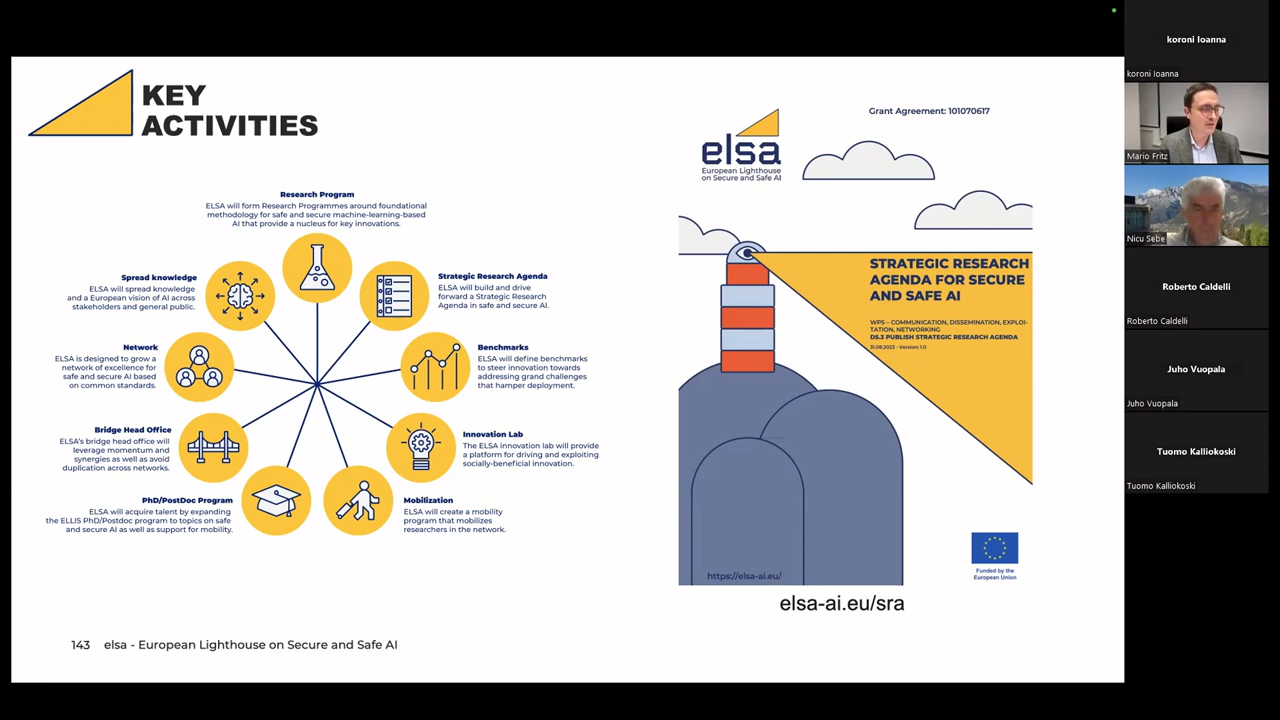 KEY
ACTIVITIES
Research Program
ELSA will form Research Programmes around foundational
methodology for safe and secure machine-learning-based
AI that provide a nucleus for key innovations.
Spread knowledge
ELSA will spread knowledge
and a European vision of AI across
stakeholders and general public.
Strategic Research Agenda
ELSA will build and drive
forward a Strategic Research
Agenda in safe and secure AI.
Network
ELSA is designed to grow a
network of excellence for
safe and secure AI based
on common standards.
Benchmarks
ELSA will define benchmarks
to steer innovation towards
addressing grand challenges
that hamper deployment.
Bridge Head Office
ELSA's bridge head office will
leverage momentum and
synergies as well as avoid
duplication across networks.
Innovation Lab
The ELSA innovation lab will provide
a platform for driving and exploiting
socially-beneficial innovation.
PhD/PostDoc Program
ELSA will acquire talent by expanding
the ELLIS PhD/Postdoc program to topics on safe
and secure AI as well as support for mobility.
Mobilization
ELSA will create a mobility
program that mobilizes
researchers in the network.
Grant Agreement: 101070617
elsa
European Lighthouse
on Secure and Safe AI
STRATEGIC RESEARCH
AGENDA FOR SECURE
AND SAFE AI
WP5 – COMMUNICATION, DISSEMINATION, EXPLOI-
TATION, NETWORKING
D5.3 PUBLISH STRATEGIC RESEARCH AGENDA
31.08.2023 - Version: 1.0
https://elsa-ai.eu/
Funded by the
European Union
elsa-ai.eu/sra
143 elsa - European Lighthouse on Secure and Safe AI
koroni Ioanna
koroni Ioanna
Mario Fritz
Nicu Sebe
Roberto Caldelli
Roberto Caldelli
Juho Vuopala
Juho Vuopala
Tuomo Kalliokoski
Tuomo Kalliokoski